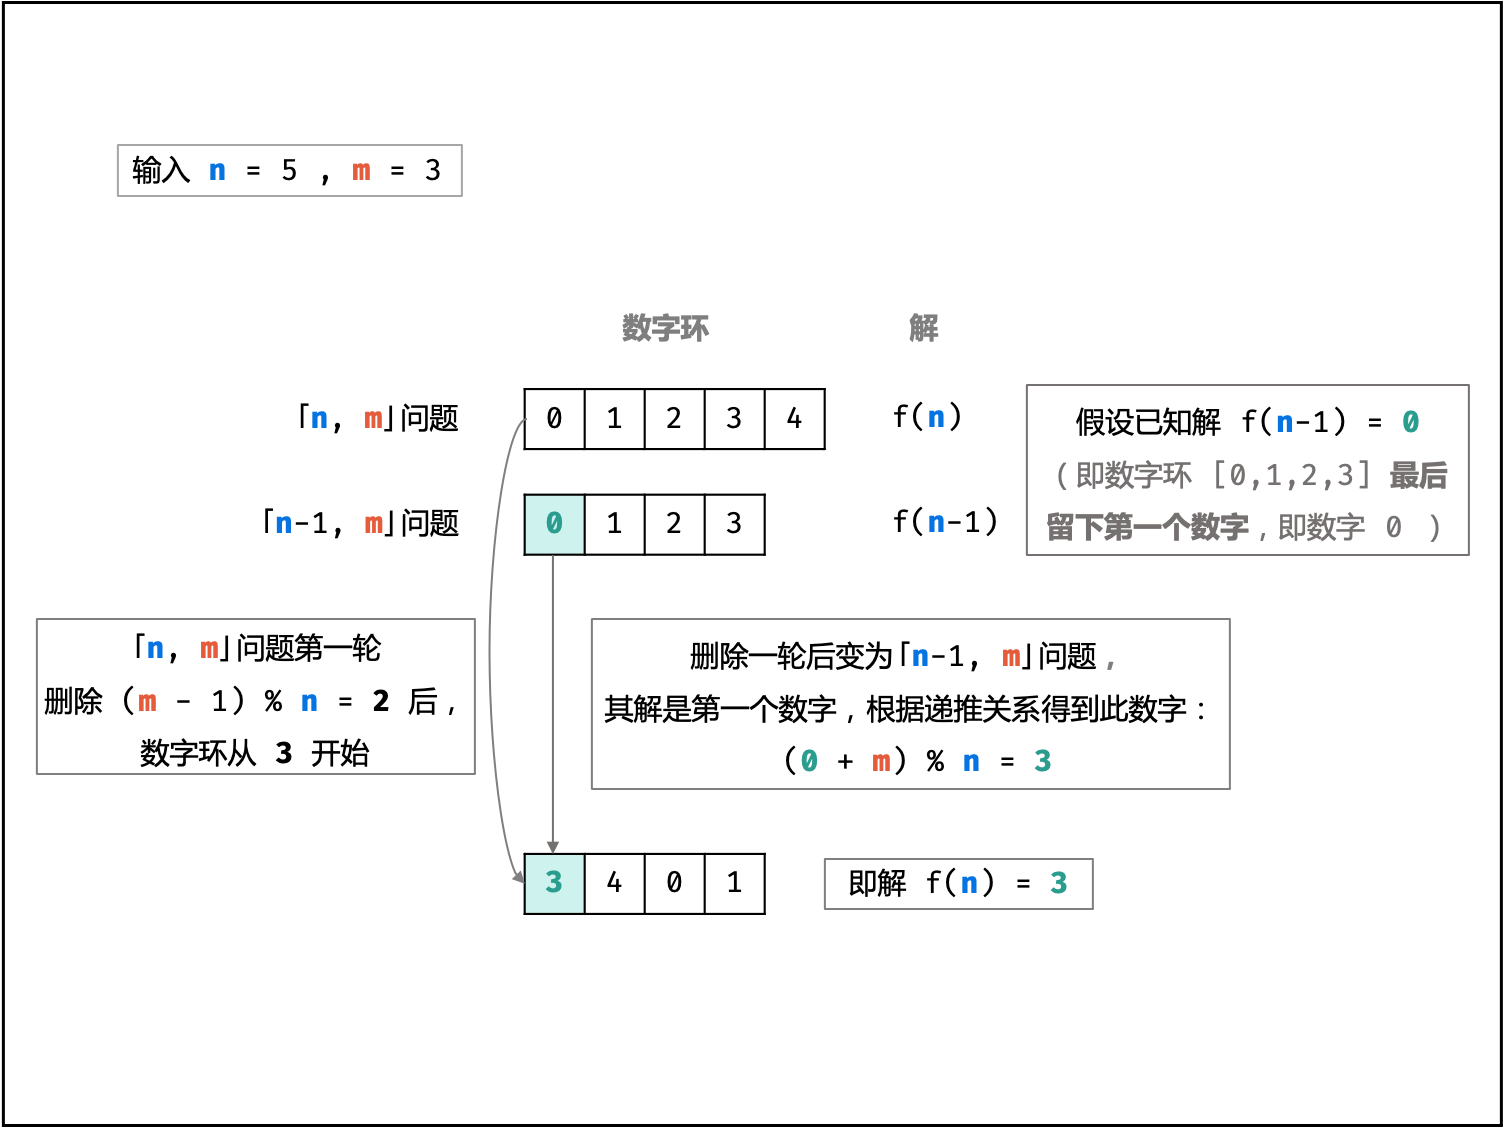 输入 n = 5 , m = 3
数字环
解
「n, m」问题
0 1 2 3 4
f(n)
「n-1, m」问题
0 1 2 3
f(n-1)
假设已知解 f(n-1) = 0
( 即数字环 [0,1,2,3] 最后
留下第一个数字，即数字 0 )
「n, m」问题第一轮
删除 (m - 1) % n = 2 后，
数字环从 3 开始
删除一轮后变为「n-1, m」问题，
其解是第一个数字，根据递推关系得到此数字：
(0 + m) % n = 3
3 4 0 1
即解 f(n) = 3